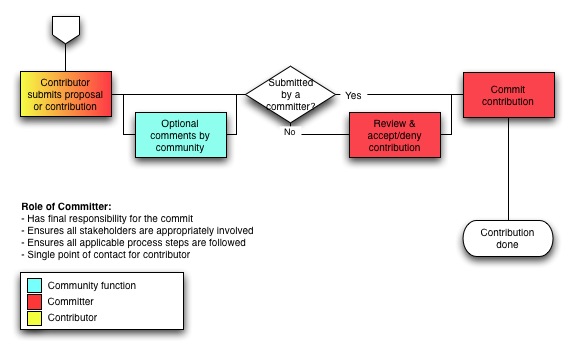 Contributor
submits proposal
or contribution
Optional
comments by
community
Submitted
by a
committer?
Yes
No
Review &
accept/deny
contribution
Commit
contribution
Contribution
done
Role of Committer:
- Has final responsibility for the commit
- Ensures all stakeholders are appropriately involved
- Ensures all applicable process steps are followed
- Single point of contact for contributor
Community function
Committer
Contributor